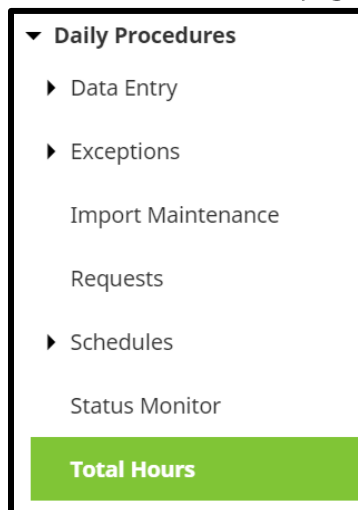 Daily Procedures
Data Entry
Exceptions
Import Maintenance
Requests
Schedules
Status Monitor
Total Hours